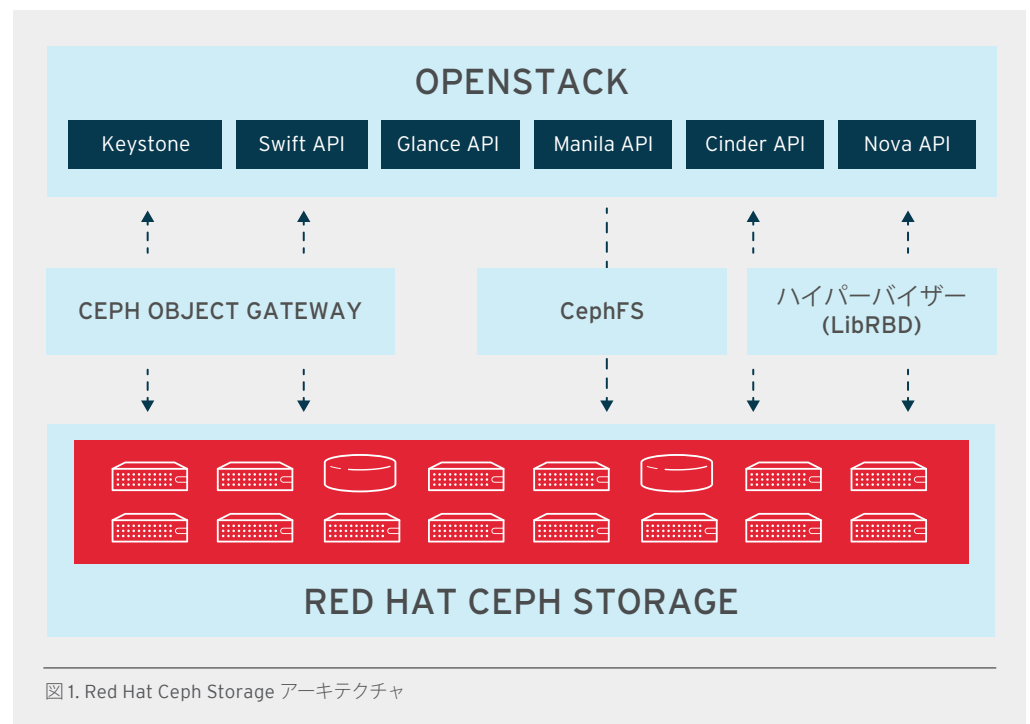 OPENSTACK
Keystone
Swift API
Glance API
Manila API
Cinder API
Nova API
CEPH OBJECT GATEWAY
CephFS
ハイパーバイザー
(LibRBD)
RED HAT CEPH STORAGE
図 1. Red Hat Ceph Storage アーキテクチャ